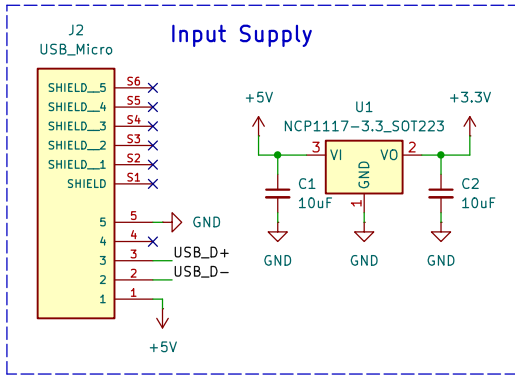 Input Supply
J2
USB_Micro
SHIELD__5 S6
SHIELD__4 S5
SHIELD__3 S4
SHIELD__2 S3
SHIELD__1 S2
SHIELD S1
5 5 GND
4 4
3 3 USB_D+
2 2 USB_D-
1 1
+5V
+5V
U1
+3.3V
NCP1117-3.3_SOT223
3 VI VO 2
GND
1
C1
10uF
C2
10uF
GND
GND
GND